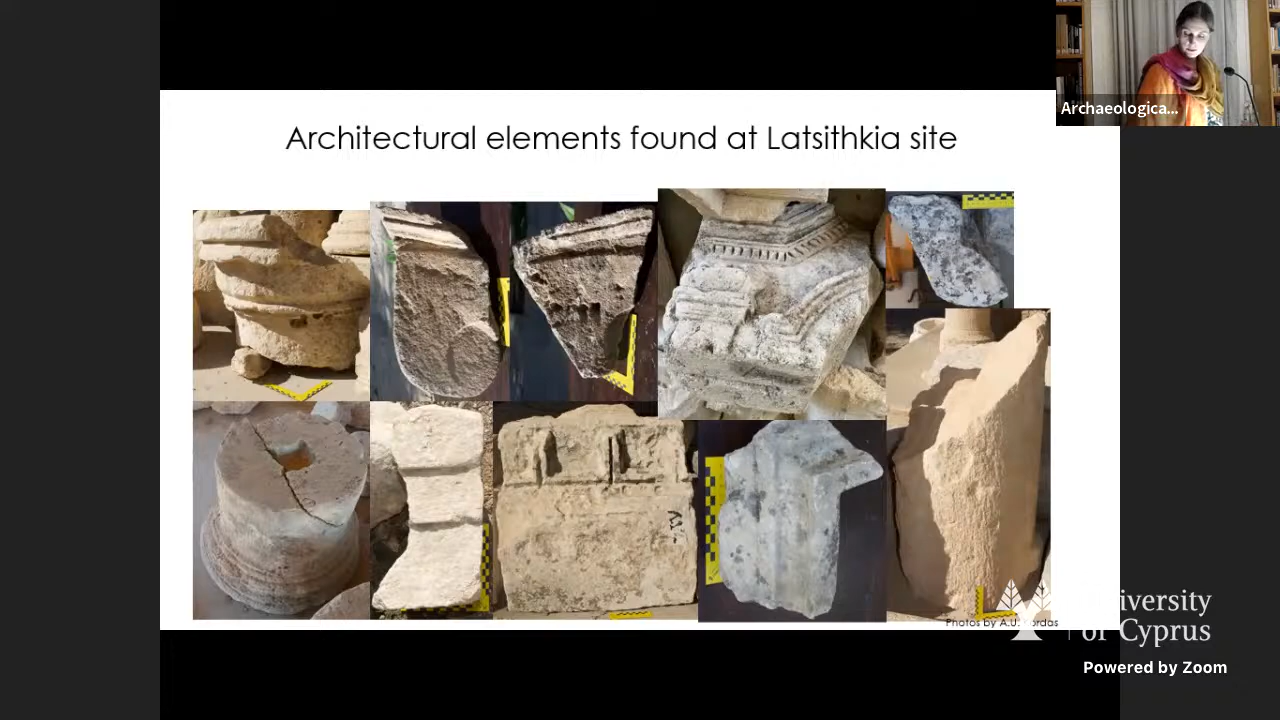 Archaeologica...
Architectural elements found at Latsithkia site
Photos by A.U. Kordas
University
of Cyprus
Powered by Zoom